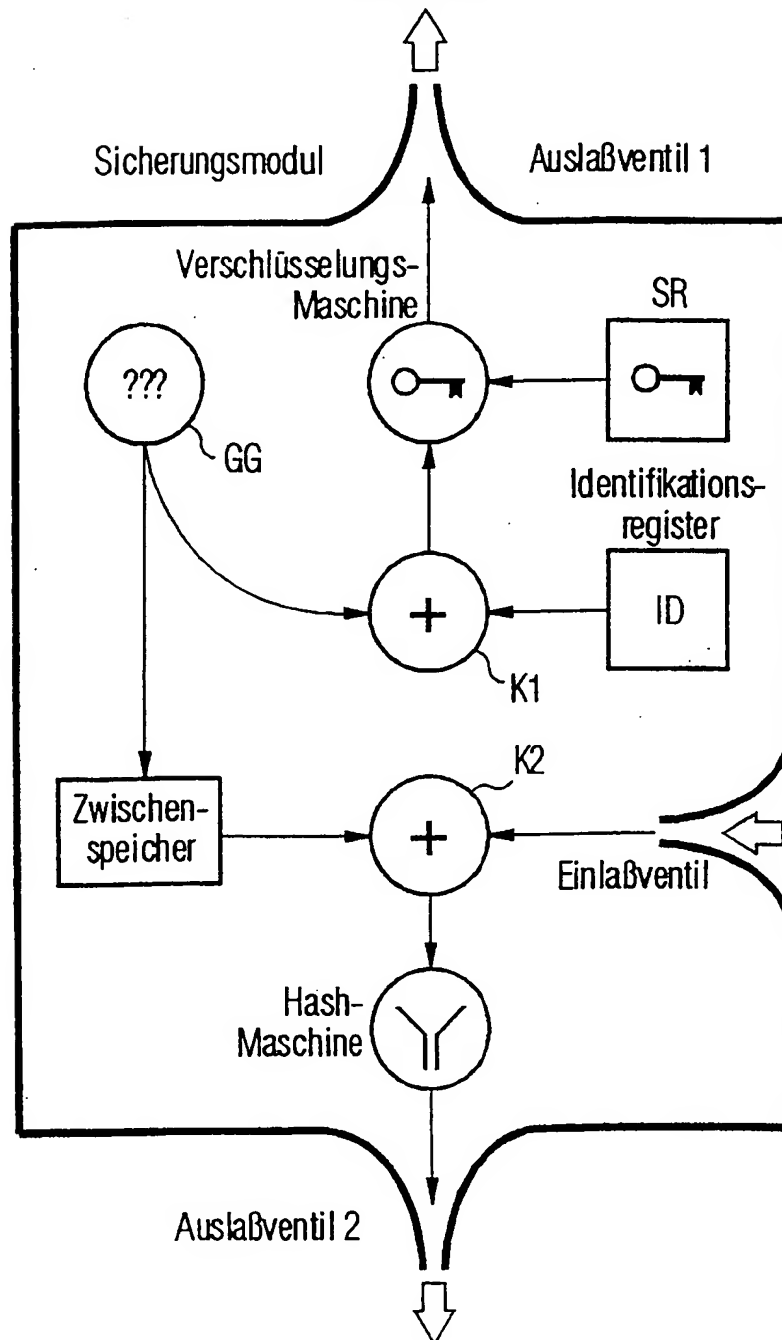 Sicherungsmodul
Auslaßventil 1
Verschlüsselungs-
Maschine
SR
???
GG
Identifikations-
register
ID
+
K1
K2
Zwischen-
speicher
+
Einlaßventil
Hash-
Maschine
Auslaßventil 2